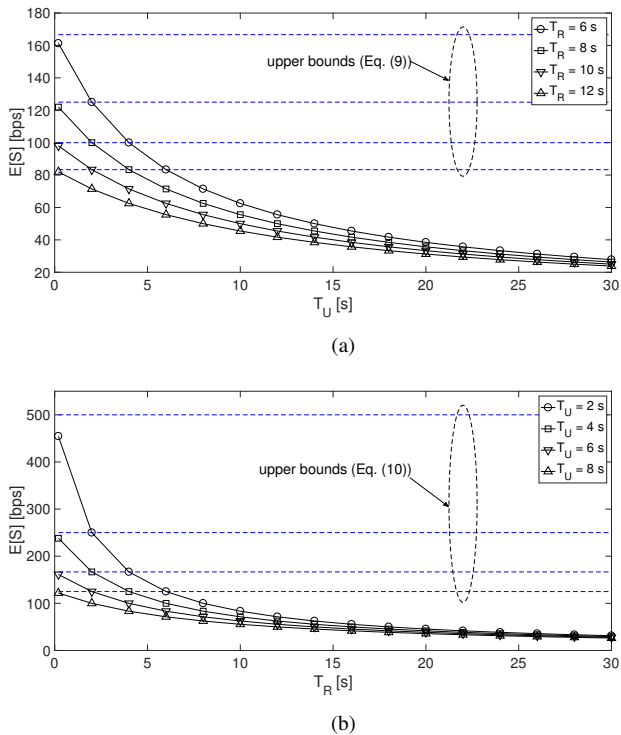 180
160
140
120
100
80
60
40
20
E[S] [bps]
upper bounds (Eq. (9))
T_R = 6 s
T_R = 8 s
T_R = 10 s
T_R = 12 s
0 5 10 15 20 25 30
T_U [s]
(a)
500
400
300
200
100
0
E[S] [bps]
upper bounds (Eq. (10))
T_U = 2 s
T_U = 4 s
T_U = 6 s
T_U = 8 s
0 5 10 15 20 25 30
T_R [s]
(b)